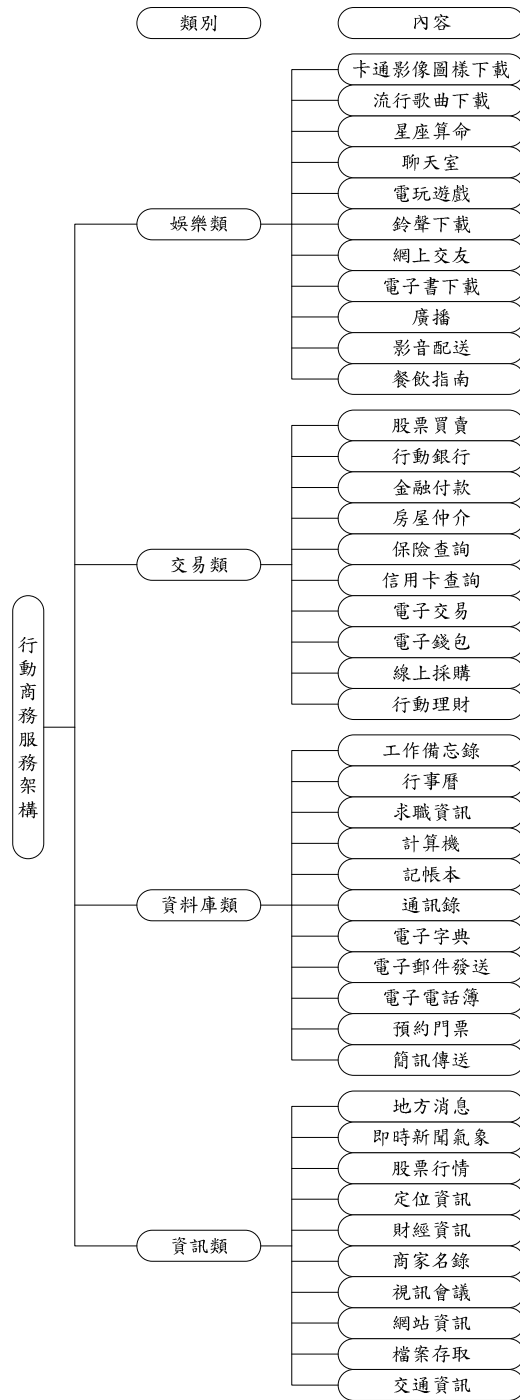 類別
內容
行動商務服務架構
娛樂類
卡通影像圖樣下載
流行歌曲下載
星座算命
聊天室
電玩遊戲
鈴聲下載
網上交友
電子書下載
廣播
影音配送
餐飲指南
交易類
股票買賣
行動銀行
金融付款
房屋仲介
保險查詢
信用卡查詢
電子交易
電子錢包
線上採購
行動理財
資料庫類
工作備忘錄
行事曆
求職資訊
計算機
記帳本
通訊錄
電子字典
電子郵件發送
電子電話簿
預約門票
簡訊傳送
資訊類
地方消息
即時新聞氣象
股票行情
定位資訊
財經資訊
商家名錄
視訊會議
網站資訊
檔案存取
交通資訊